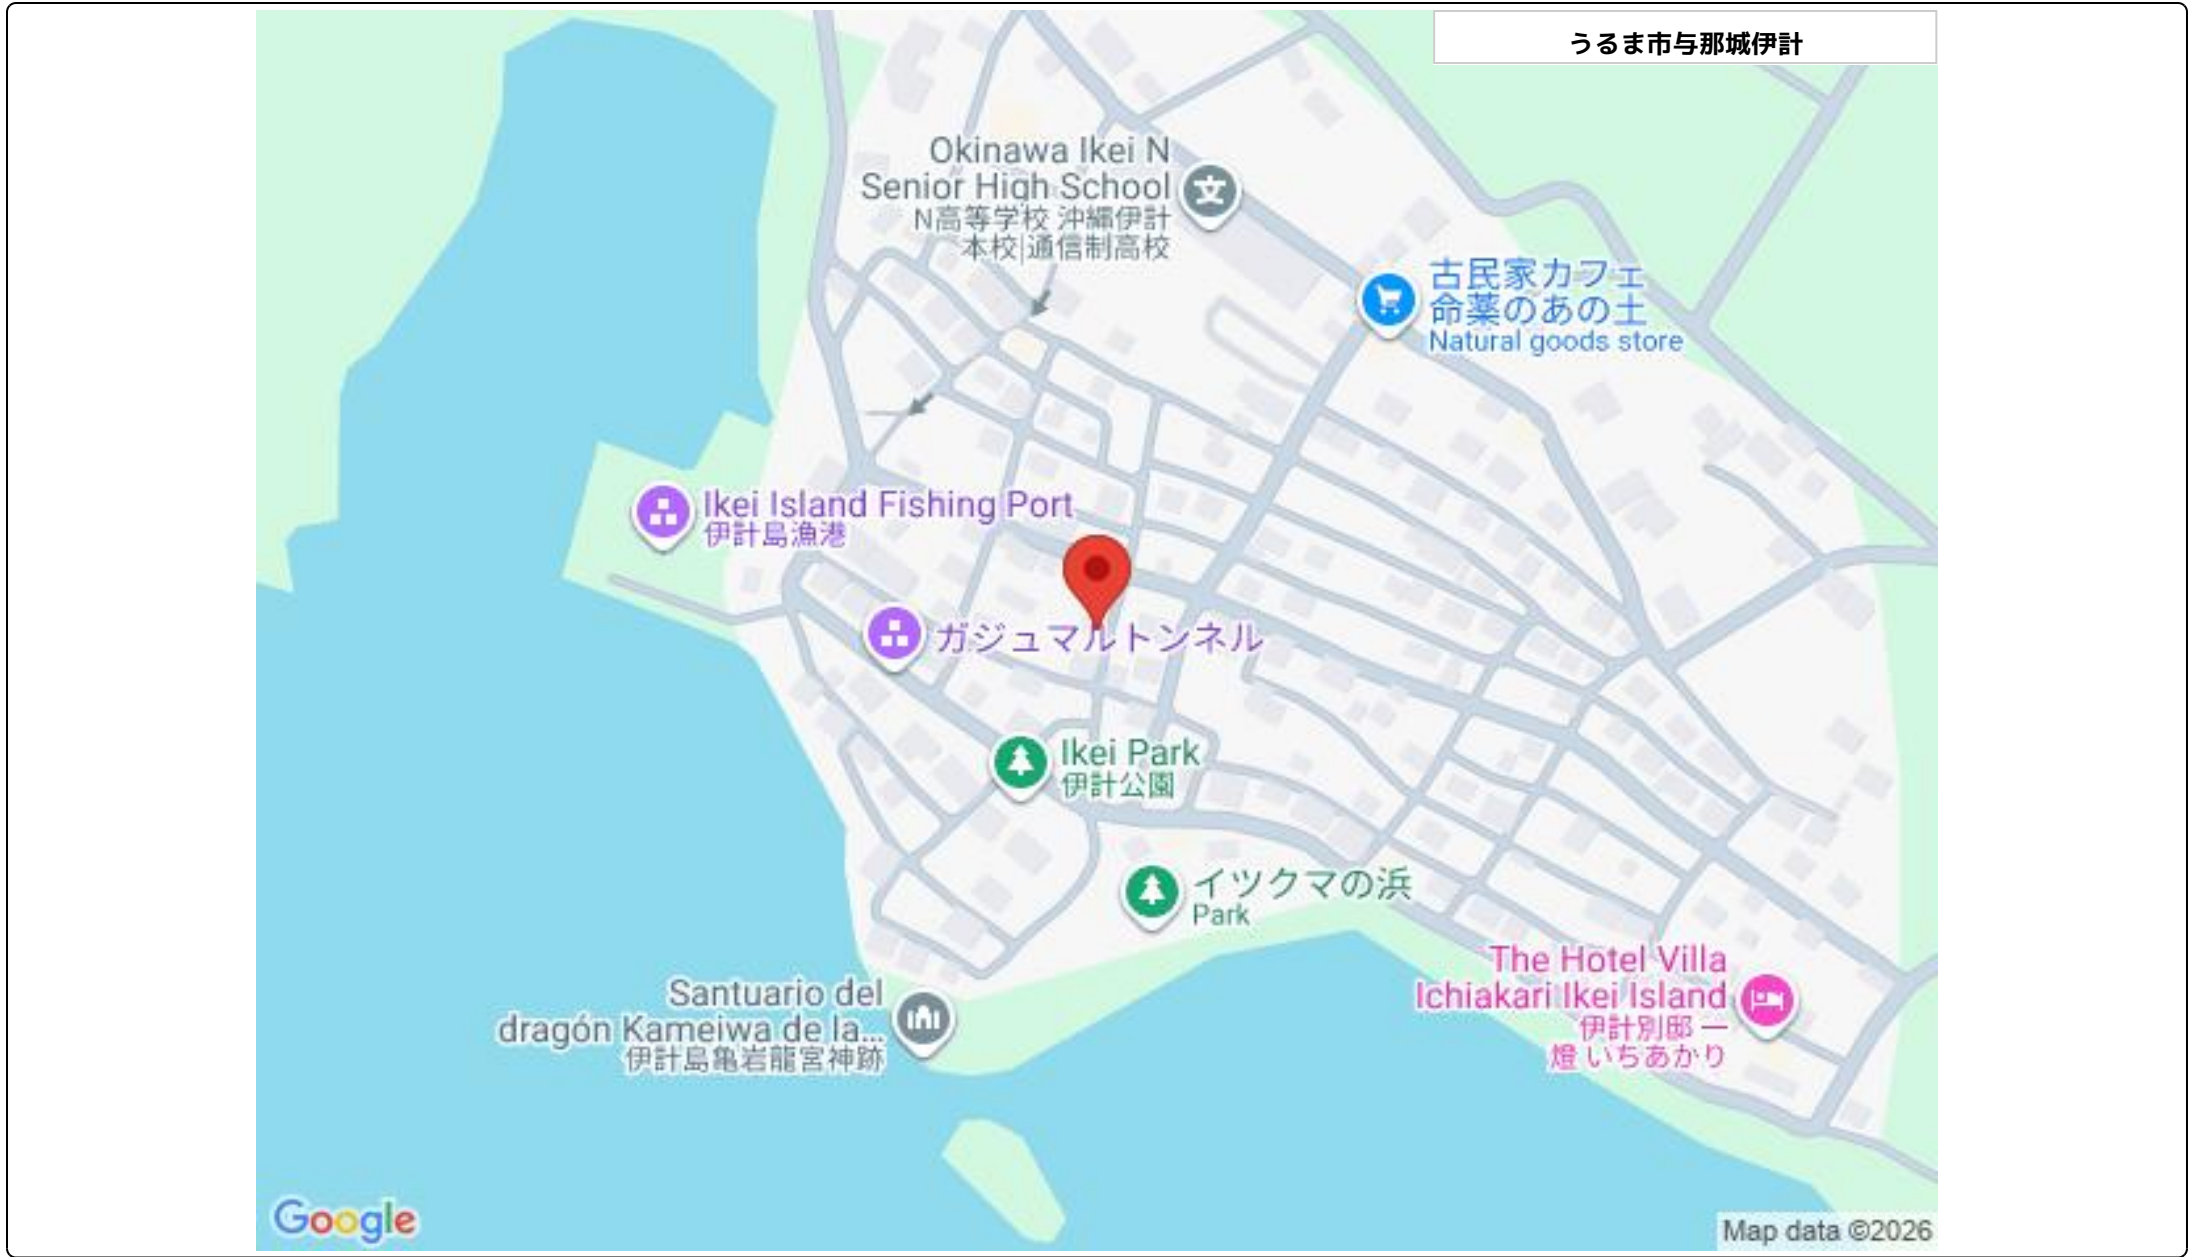 うるま市与那城伊計
Okinawa Ikei N
Senior High School
N高等学校 沖縄伊計
本校|通信制高校
古民家カフェ
命薬のあの土
Natural goods store
Ikei Island Fishing Port
伊計島漁港
ガジュマルトンネル
Ikei Park
伊計公園
イツクマの浜
Park
The Hotel Villa
Ichiakari Ikei Island
伊計別邸 一
燈 いちあかり
Santuario del
dragón Kameiwa de la...
伊計島亀岩龍宮神跡
Google
Map data ©2026